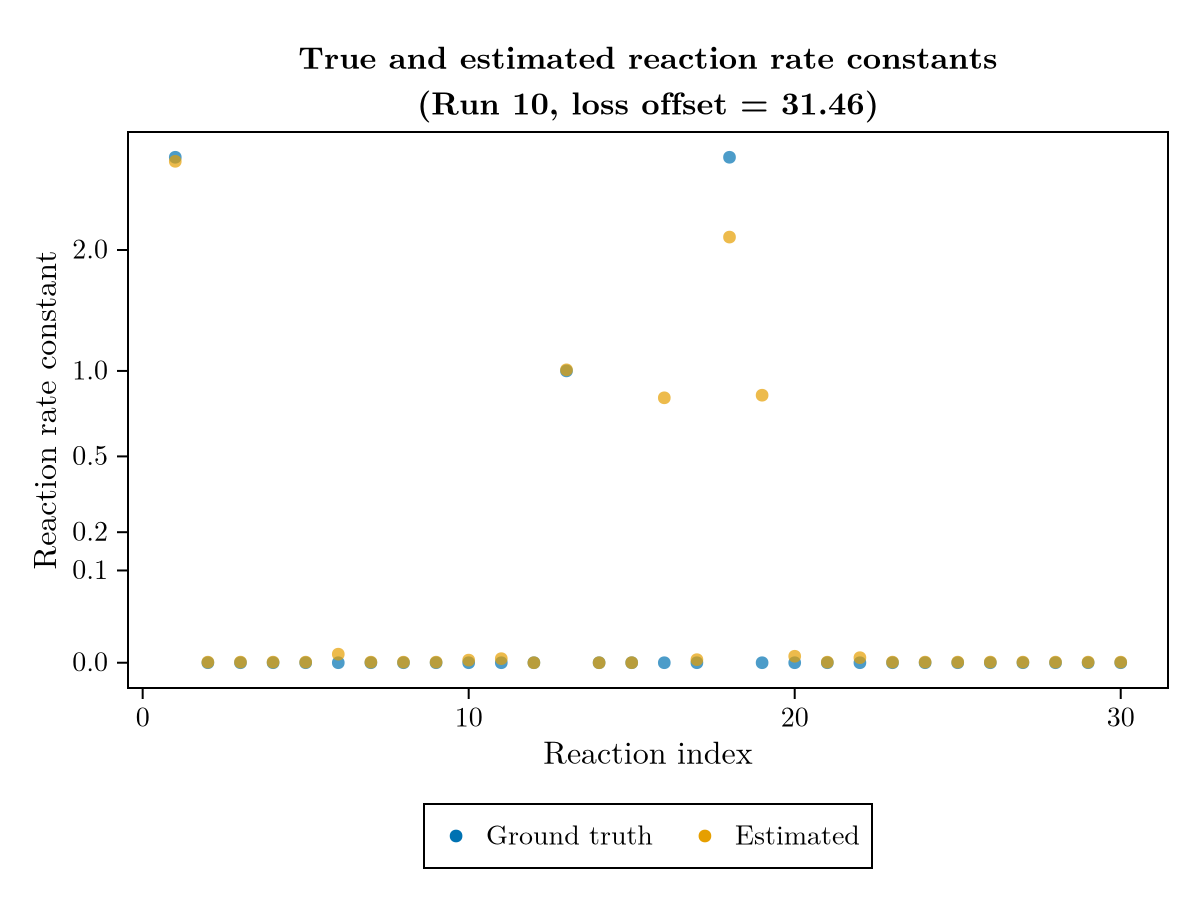 True and estimated reaction rate constants
(Run 10, loss offset = 31.46)
Reaction rate constant
2.0
1.0
0.5
0.2
0.1
0.0
0 10 20 30
Reaction index
Ground truth Estimated